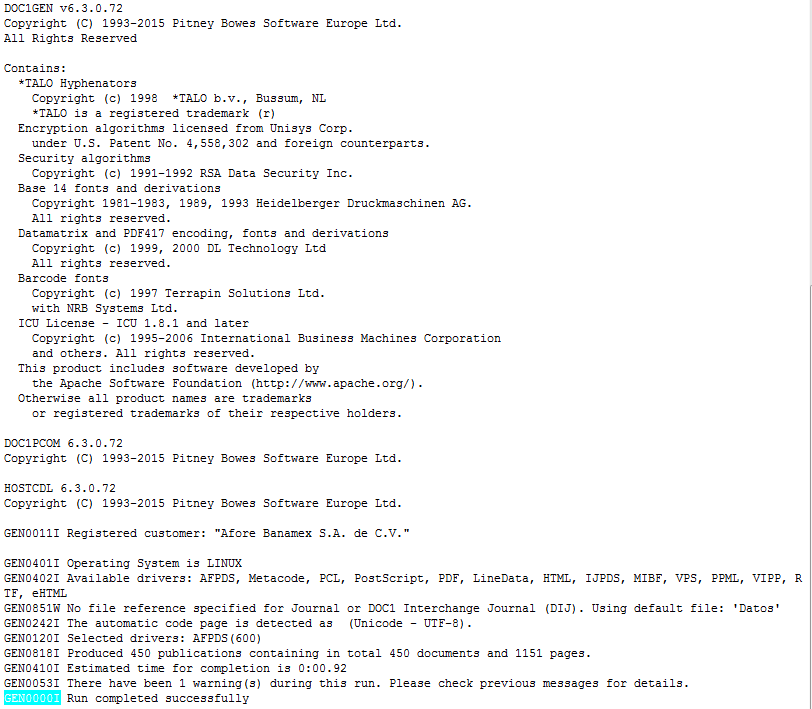 DOC1GEN v6.3.0.72
Copyright (C) 1993-2015 Pitney Bowes Software Europe Ltd.
All Rights Reserved
Contains:
*TALO Hyphenators
Copyright (c) 1998  *TALO b.v., Bussum, NL
*TALO is a registered trademark (r)
Encryption algorithms licensed from Unisys Corp.
under U.S. Patent No. 4,558,302 and foreign counterparts.
Security algorithms
Copyright (c) 1991-1992 RSA Data Security Inc.
Base 14 fonts and derivations
Copyright 1981-1983, 1989, 1993 Heidelberger Druckmaschinen AG.
All rights reserved.
Datamatrix and PDF417 encoding, fonts and derivations
Copyright (c) 1999, 2000 DL Technology Ltd
All rights reserved.
Barcode fonts
Copyright (c) 1997 Terrapin Solutions Ltd.
with NRB Systems Ltd.
ICU License - ICU 1.8.1 and later
Copyright (c) 1995-2006 International Business Machines Corporation
and others. All rights reserved.
This product includes software developed by
the Apache Software Foundation (http://www.apache.org/).
Otherwise all product names are trademarks
or registered trademarks of their respective holders.
DOC1PCOM 6.3.0.72
Copyright (C) 1993-2015 Pitney Bowes Software Europe Ltd.
HOSTCDL 6.3.0.72
Copyright (C) 1993-2015 Pitney Bowes Software Europe Ltd.
GEN0011I Registered customer: "Afore Banamex S.A. de C.V."
GEN0401I Operating System is LINUX
GEN0402I Available drivers: AFPDS, Metacode, PCL, PostScript, PDF, LineData, HTML, IJPDS, MIBF, VPS, PPML, VIPP, R
TF, eHTML
GEN0851W No file reference specified for Journal or DOC1 Interchange Journal (DIJ). Using default file: 'Datos'
GEN0242I The automatic code page is detected as  (Unicode - UTF-8).
GEN0120I Selected drivers: AFPDS(600)
GEN0818I Produced 450 publications containing in total 450 documents and 1151 pages.
GEN0410I Estimated time for completion is 0:00.92
GEN0053I There have been 1 warning(s) during this run. Please check previous messages for details.
GEN0000I Run completed successfully